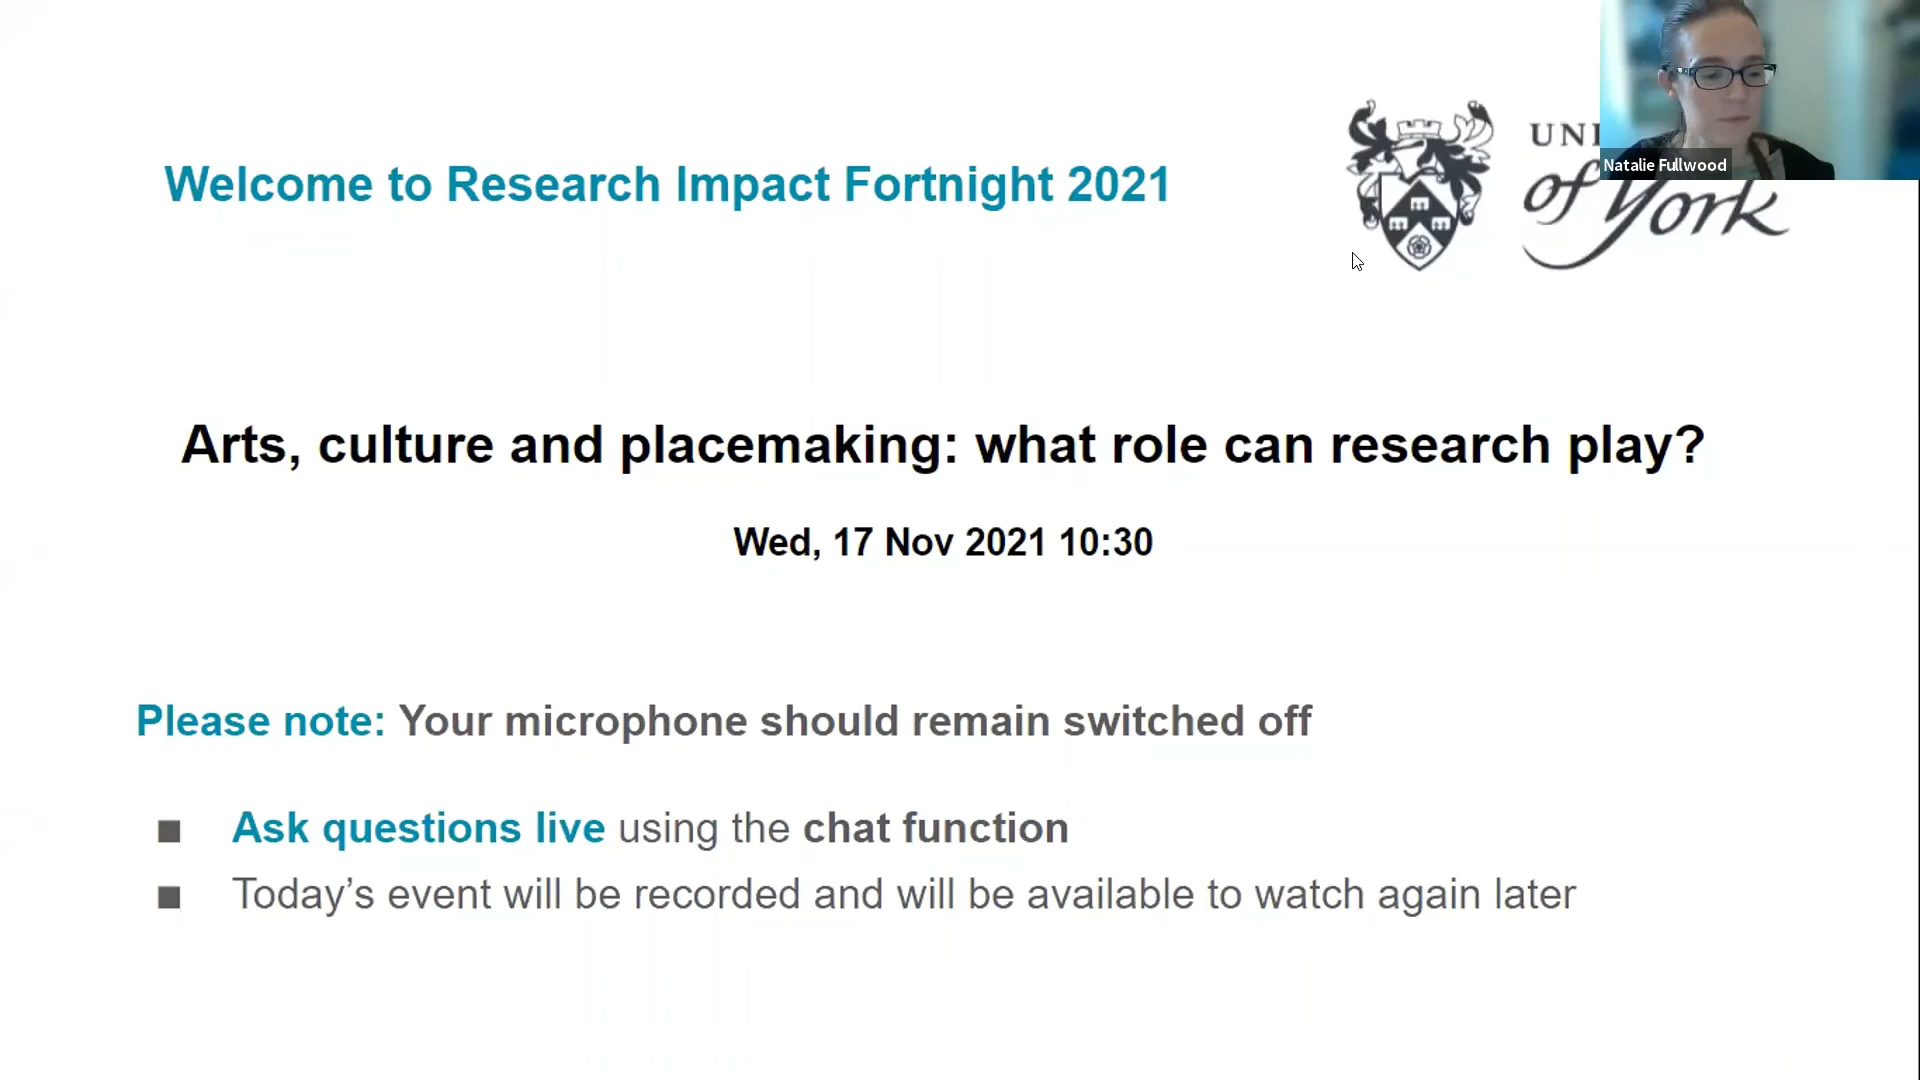 Welcome to Research Impact Fortnight 2021
UNI
of York
Natalie Fullwood
Arts, culture and placemaking: what role can research play?
Wed, 17 Nov 2021 10:30
Please note: Your microphone should remain switched off
■ Ask questions live using the chat function
■ Today’s event will be recorded and will be available to watch again later